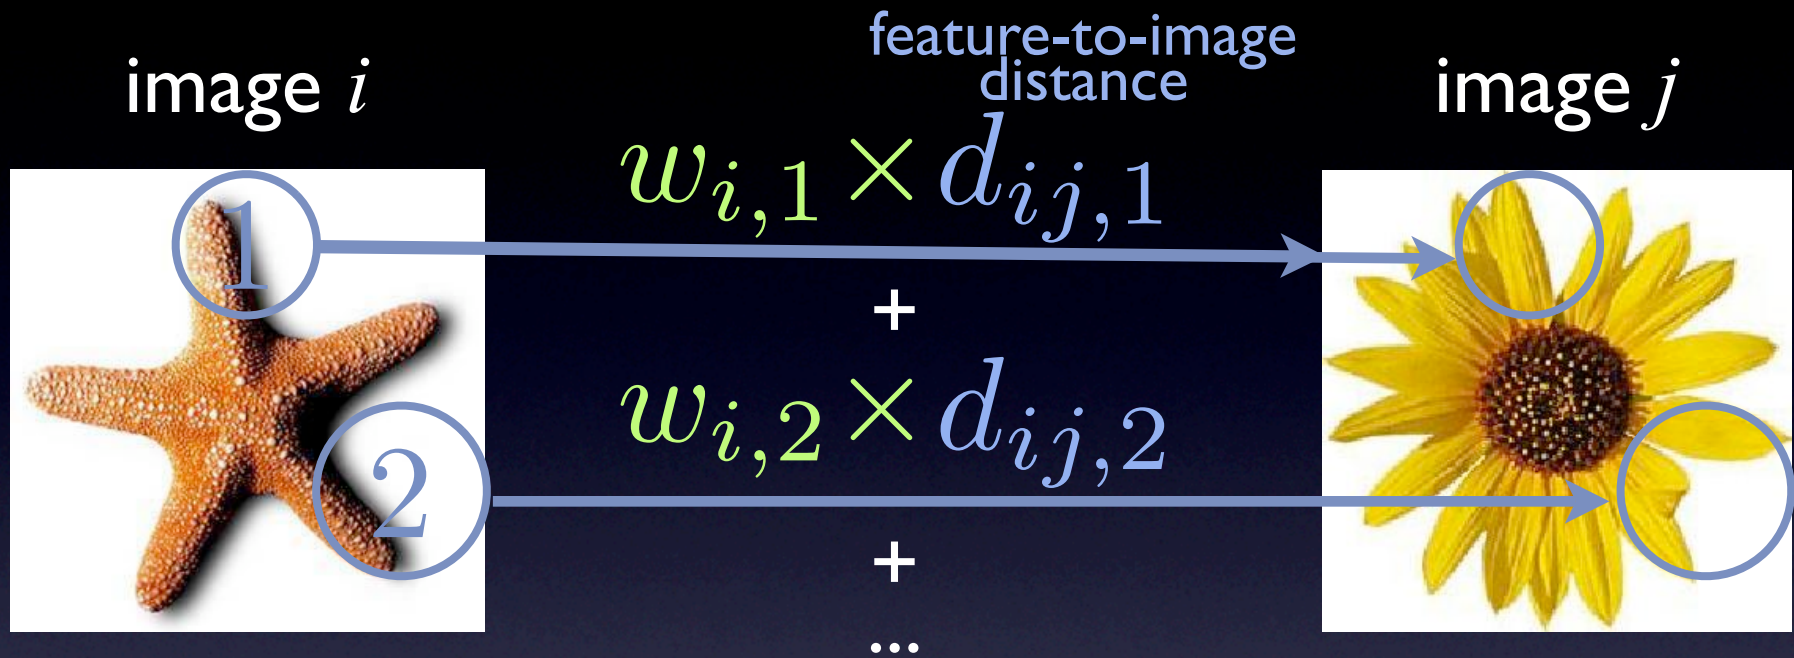 feature-to-image
distance
image i
image j
w_{i,1} × d_{ij,1}
1
+
w_{i,2} × d_{ij,2}
2
+
...